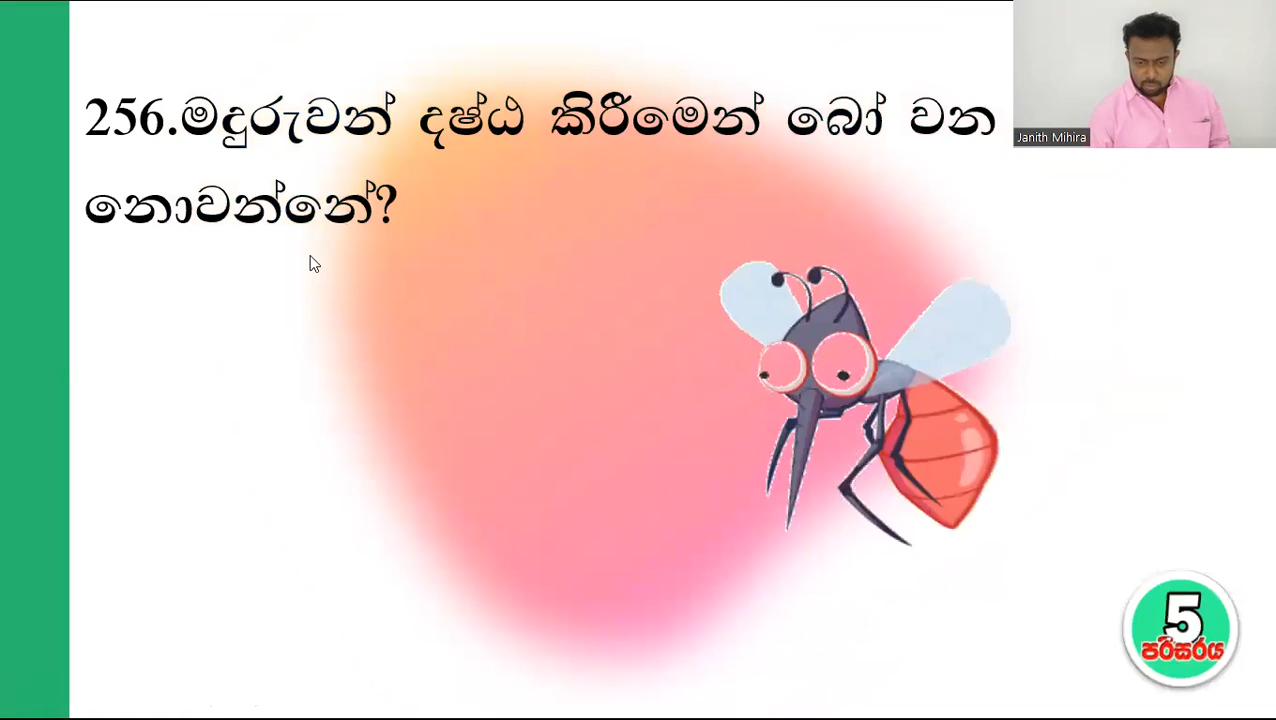 256.මදුරුවන් දෂ්ඨ කිරීමෙන් බෝ වන
නොවන්නේ?
Janith Mihira
5
පරිසරය